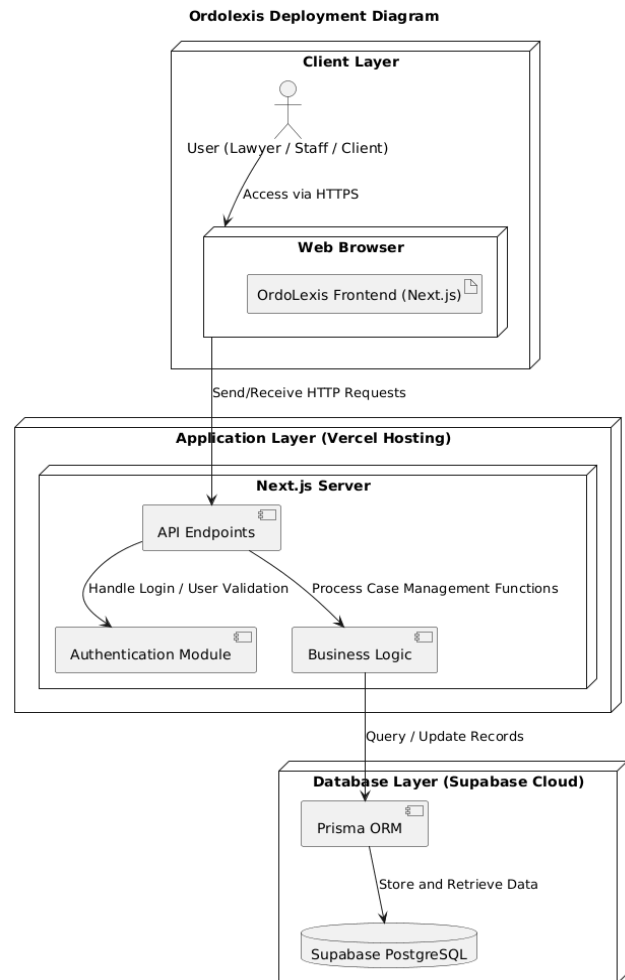 Ordolexis Deployment Diagram
Client Layer
User (Lawyer / Staff / Client)
Access via HTTPS
Web Browser
OrdoLexis Frontend (Next.js)
Send/Receive HTTP Requests
Application Layer (Vercel Hosting)
Next.js Server
API Endpoints
Handle Login / User Validation
Process Case Management Functions
Authentication Module
Business Logic
Query / Update Records
Database Layer (Supabase Cloud)
Prisma ORM
Store and Retrieve Data
Supabase PostgreSQL